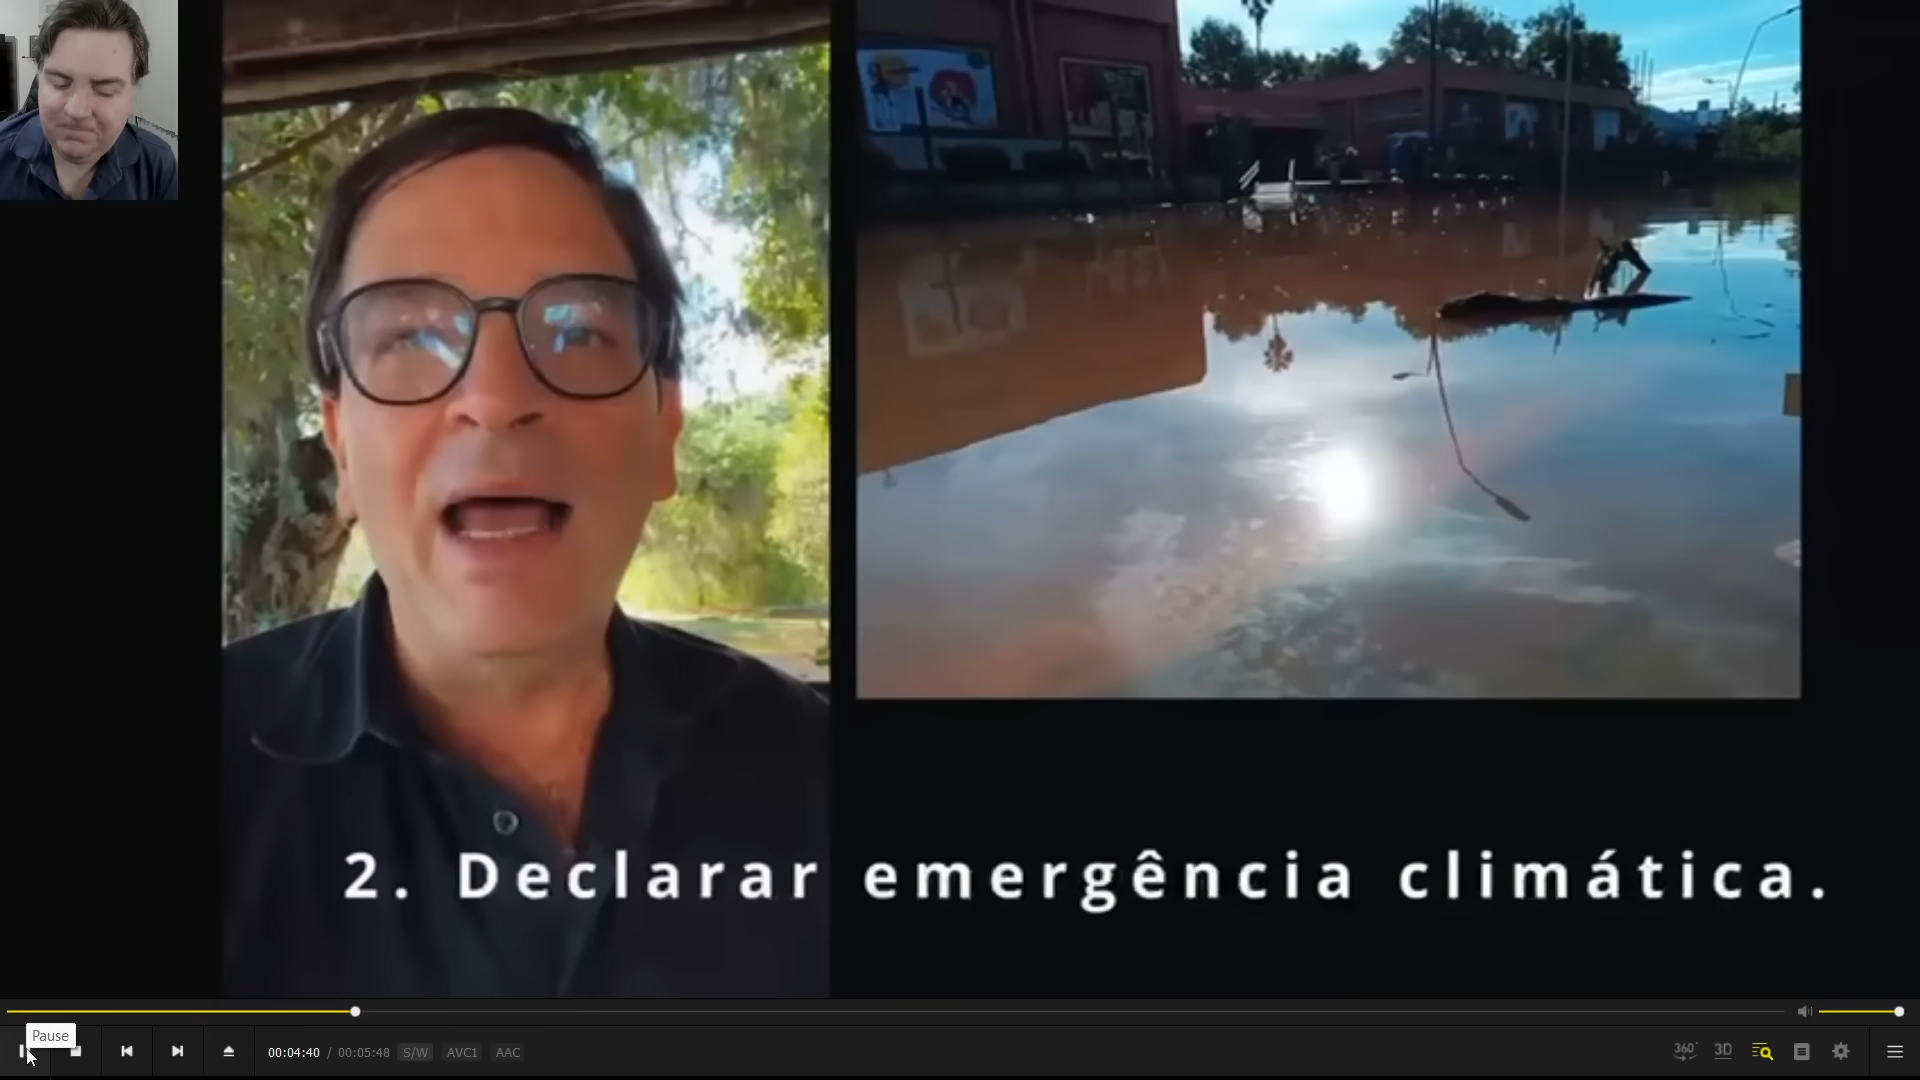 2. Declarar emergência climática.
Pause
00:04:40 / 00:05:48 S/W AVC1 AAC
360° 3D